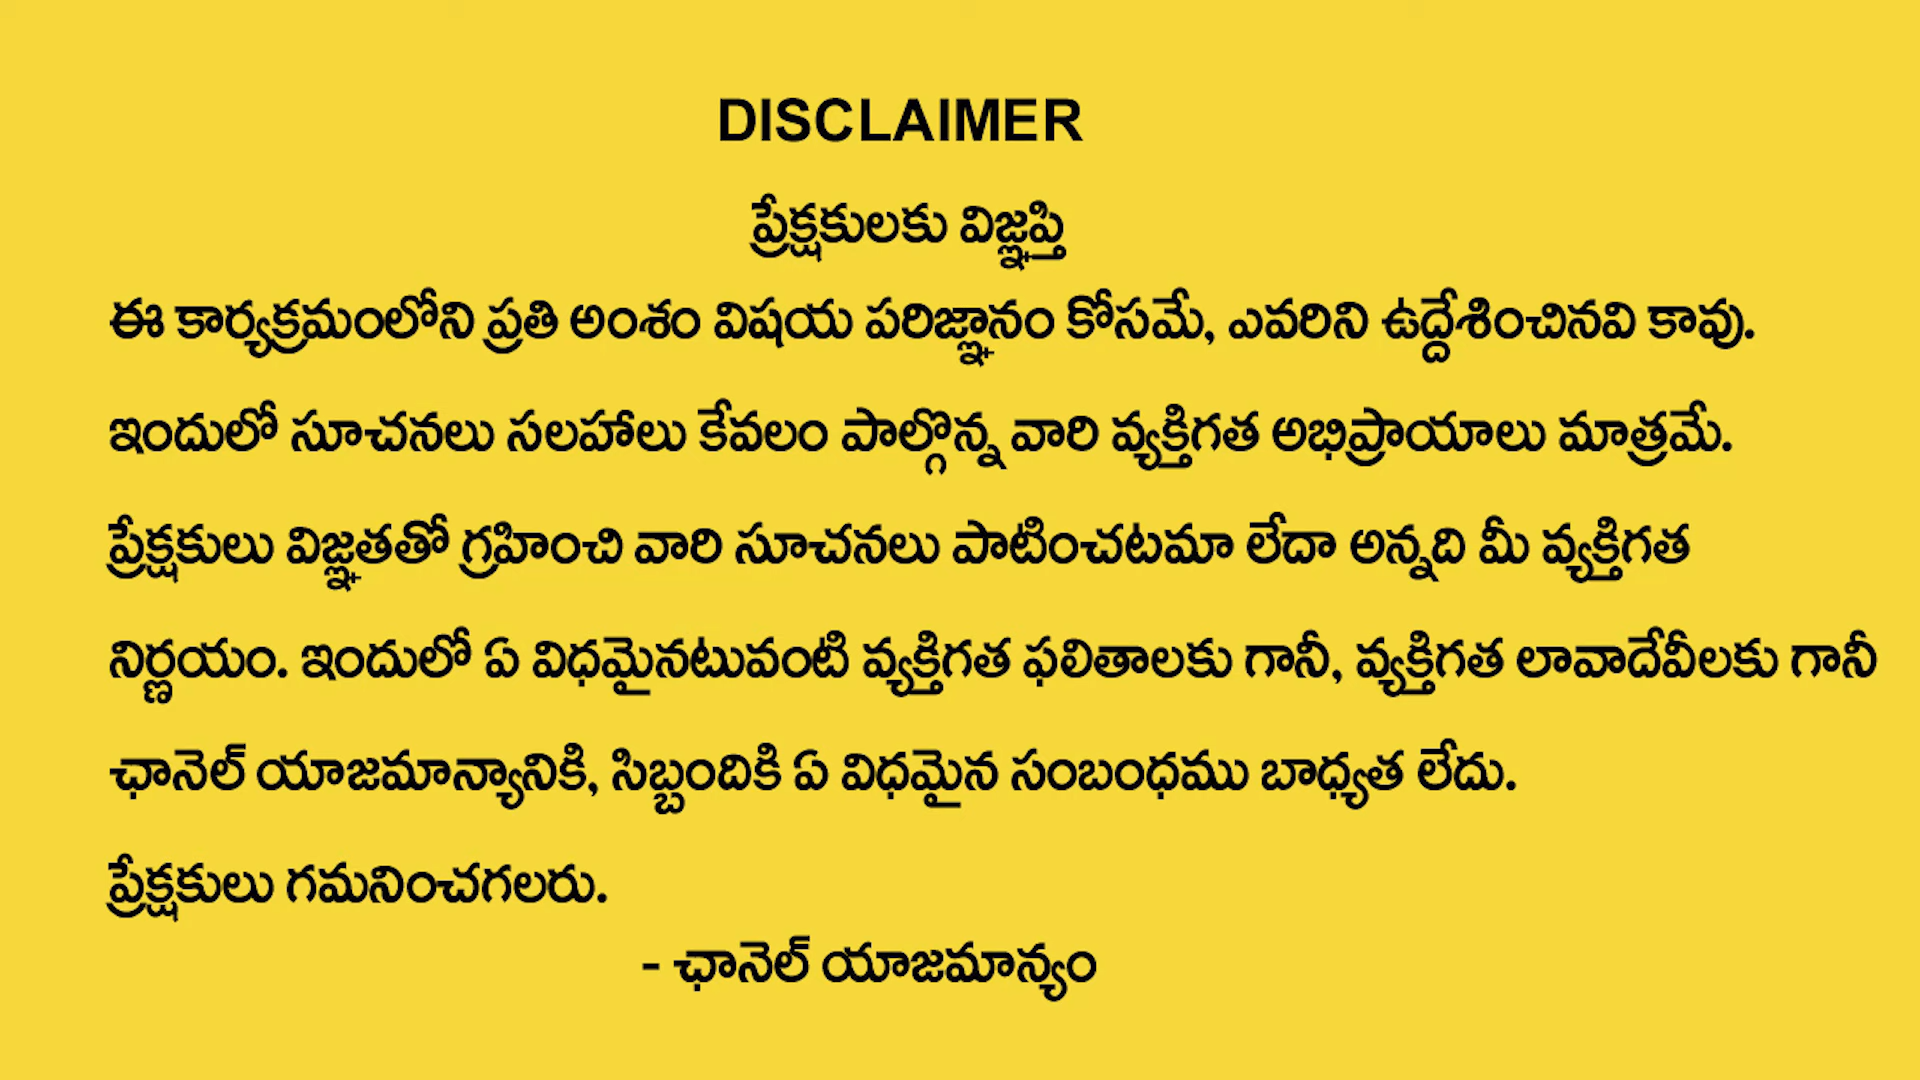 DISCLAIMER
ప్రేక్షకులకు విజ్ఞప్తి
ఈ కార్యక్రమంలోని ప్రతి అంశం విషయ పరిజ్ఞానం కోసమే, ఎవరిని ఉద్దేశించినవి కావు.
ఇందులో సూచనలు సలహాలు కేవలం పాల్గొన్న వారి వ్యక్తిగత అభిప్రాయాలు మాత్రమే.
ప్రేక్షకులు విజ్ఞతతో గ్రహించి వారి సూచనలు పాటించటమా లేదా అన్నది మీ వ్యక్తిగత
నిర్ణయం. ఇందులో ఏ విధమైనటువంటి వ్యక్తిగత ఫలితాలకు గానీ, వ్యక్తిగత లావాదేవీలకు గానీ
ఛానెల్ యాజమాన్యానికి, సిబ్బందికి ఏ విధమైన సంబంధము బాధ్యత లేదు.
ప్రేక్షకులు గమనించగలరు.
- ఛానెల్ యాజమాన్యం